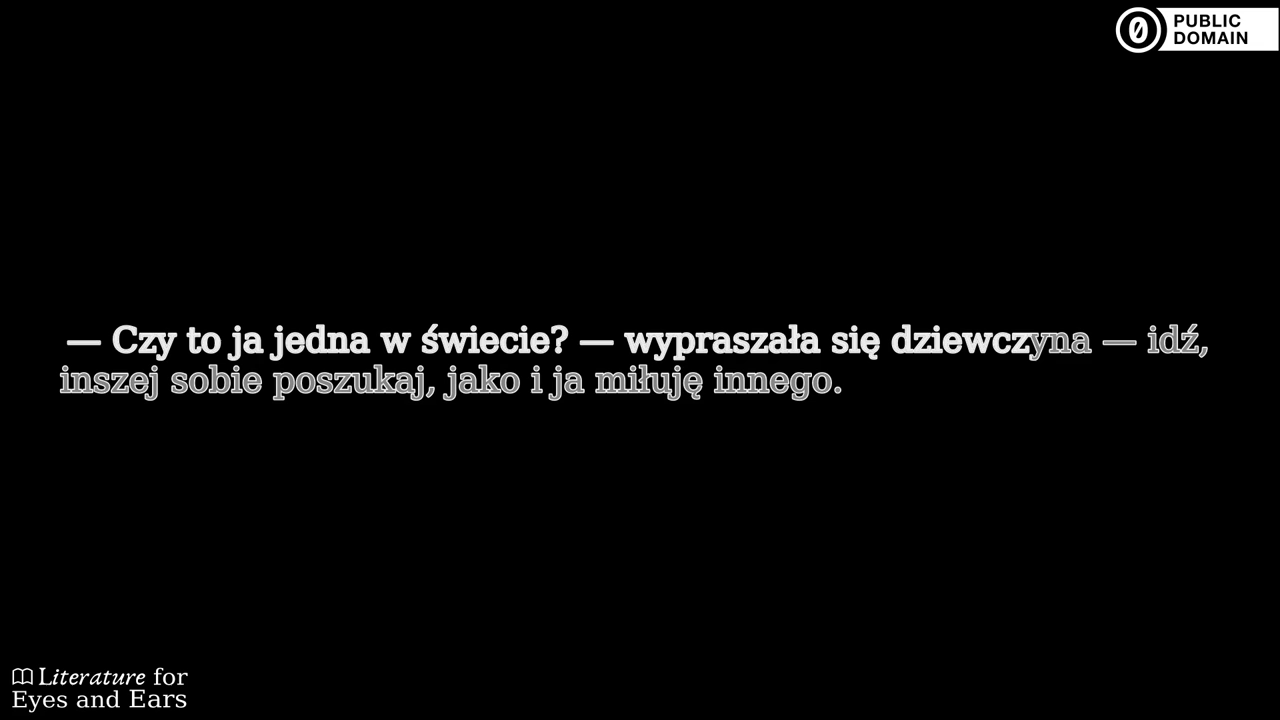 PUBLIC
DOMAIN
— Czy to ja jedna w świecie? — wypraszała się dziewczyna — idź,
inszej sobie poszukaj, jako i ja miłuję innego.
Literature for
Eyes and Ears